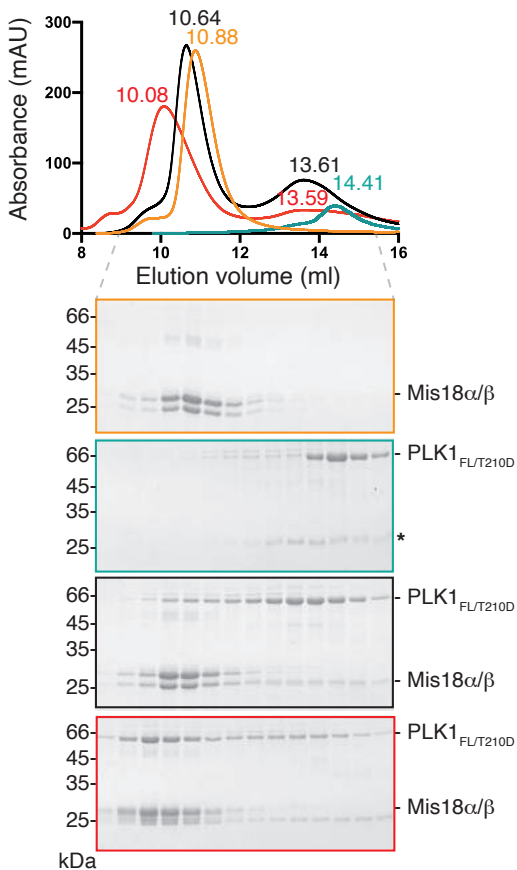 300
200
100
0
Absorbance (mAU)
10.64
10.88
10.08
13.61
14.41
13.59
8 10 12 14 16
Elution volume (ml)
66
45
35
25
Mis18α/β
66
45
35
25
PLK1FL/T210D
*
66
45
35
25
PLK1FL/T210D
Mis18α/β
66
45
35
25
PLK1FL/T210D
Mis18α/β
kDa